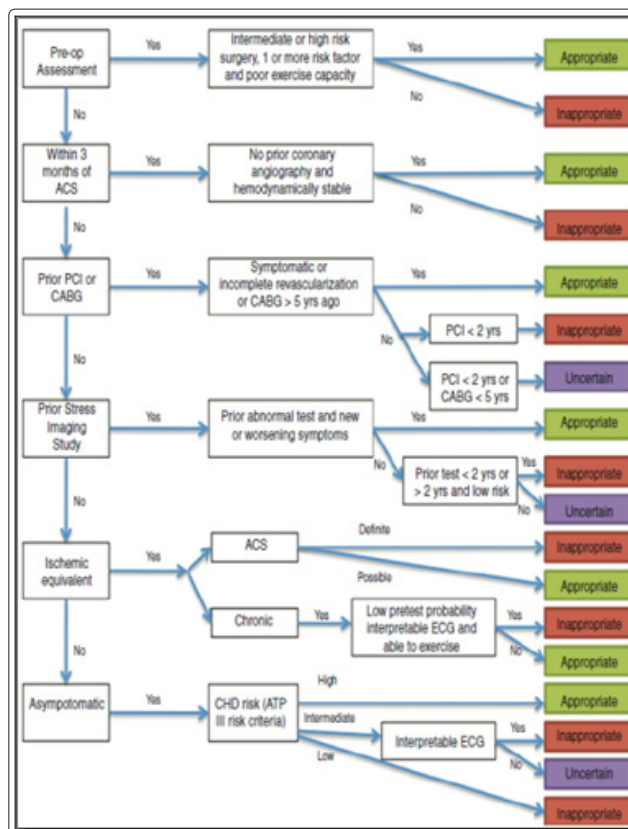 Pre-op
Assessment
Yes
Intermediate or high risk
surgery, 1 or more risk factor
and poor exercise capacity
Yes
Appropriate
No
Inappropriate
No
Within 3
months of
ACS
Yes
No prior coronary
angiography and
hemodynamically stable
Yes
Appropriate
No
Inappropriate
No
Prior PCI or
CABG
Yes
Symptomatic or
incomplete revascularization
or CABG > 5 yrs ago
Yes
Appropriate
No
PCI < 2 yrs
Inappropriate
PCI < 2 yrs or
CABG < 5 yrs
Uncertain
No
Prior Stress
Imaging
Study
Yes
Prior abnormal test and new
or worsening symptoms
Yes
Appropriate
No
Prior test < 2 yrs or
> 2 yrs and low risk
Yes
Inappropriate
No
Uncertain
No
Ischemic
equivalent
Yes
ACS
Definite
Inappropriate
Possible
Appropriate
Chronic
Yes
Low pretest probability
interpretable ECG and
able to exercise
Yes
Inappropriate
No
Appropriate
No
Asympotomatic
Yes
CHD risk (ATP
III risk criteria)
High
Appropriate
Intermediate
Interpretable ECG
Yes
Inappropriate
No
Uncertain
Low
Inappropriate